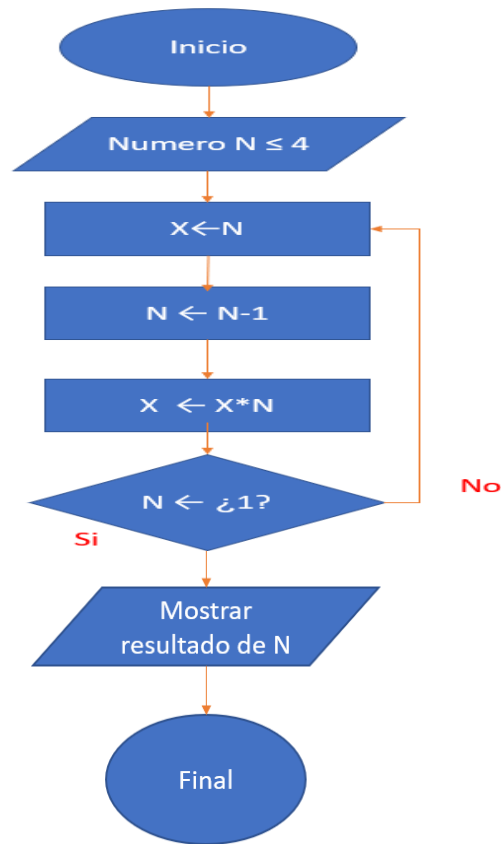 Inicio
Numero N ≤ 4
X←N
N ← N-1
X ← X*N
N ← ¿1?
No
Si
Mostrar
resultado de N
Final